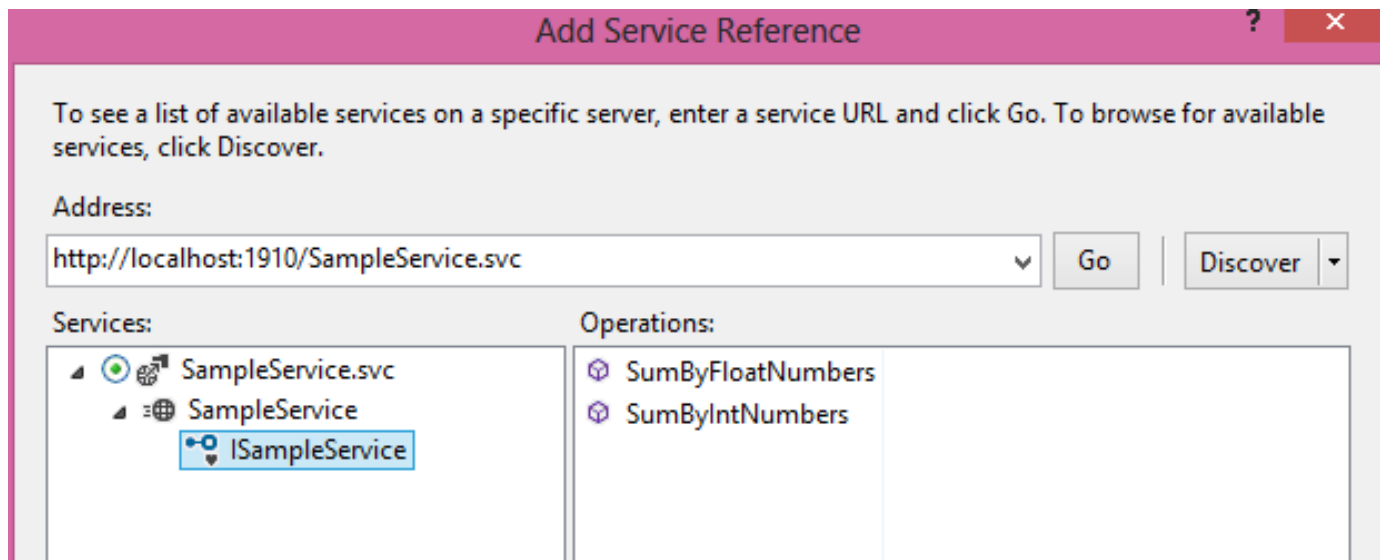 Add Service Reference
?
To see a list of available services on a specific server, enter a service URL and click Go. To browse for available
services, click Discover.
Address:
http://localhost:1910/SampleService.svc
Go
Discover
Services:
Operations:
SampleService.svc
SampleService
ISampleService
SumByFloatNumbers
SumByIntNumbers